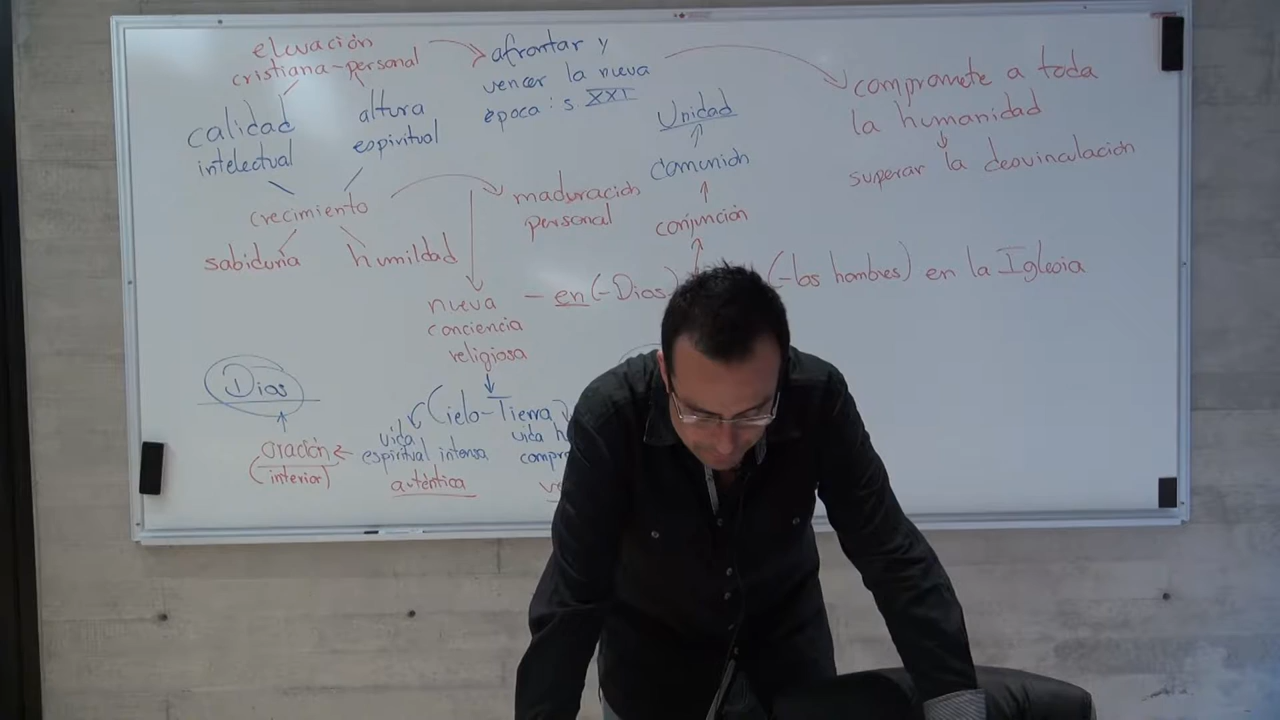 elevación
cristiana-personal
calidad
intelectual
altura
espiritual
crecimiento
sabiduría
humildad
afrontar y
vencer la nueva
época: s XXI
maduración
personal
nueva
conciencia
religiosa
Unidad
comunión
conjunción
compromete a toda
la humanidad
superar la desvinculación
- en (-Dios)
(-los hombres) en la Iglesia
Cielo-Tierra
vida
espiritual intensa
auténtica
vida
Dios
oración
(interior)